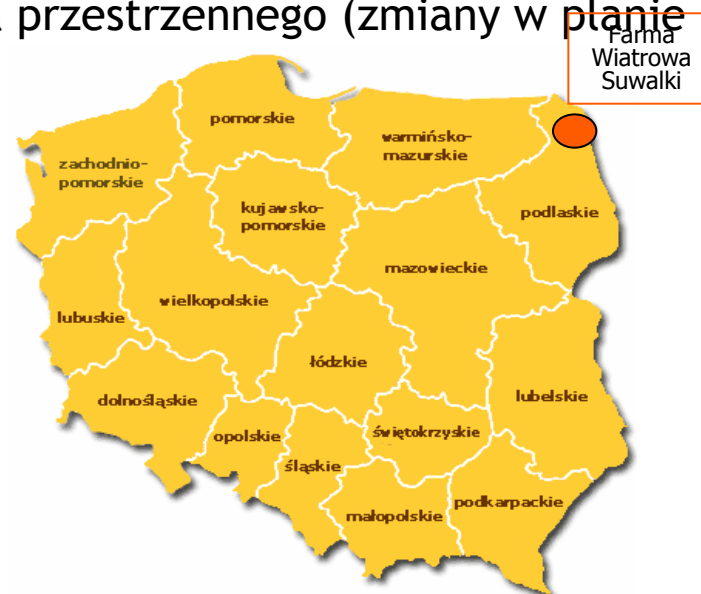 przestrzennego (zmiany w planie
Farma
Wiatrowa
Suwalki
pomorskie
warmińsko-
mazurskie
zachodnio-
pomorskie
kujawsko-
pomorskie
podlaskie
mazowieckie
wielkopolskie
lubuskie
łódzkie
lubelskie
dolnośląskie
opolskie
świętokrzyskie
śląskie
podkarpackie
małopolskie